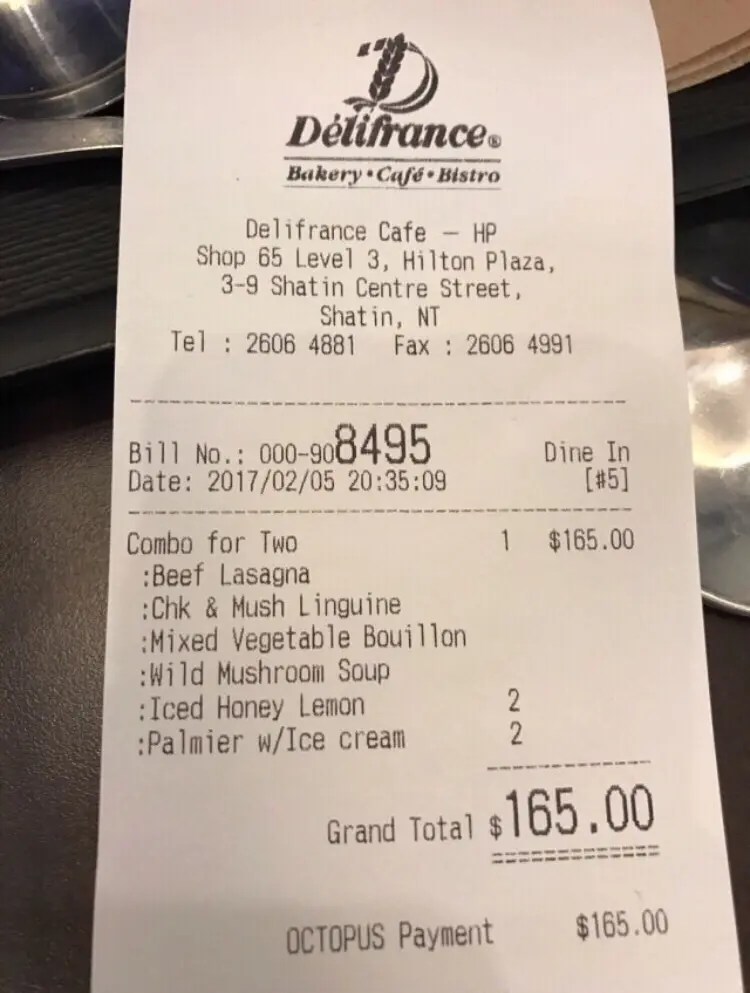 Délifrance®
Bakery • Café • Bistro
Delifrance Cafe — HP
Shop 65 Level 3, Hilton Plaza,
3-9 Shatin Centre Street,
Shatin, NT
Tel : 2606 4881 Fax : 2606 4991
Bill No.: 000-908495 Dine In
Date: 2017/02/05 20:35:09 [#5]
Combo for Two 1 $165.00
:Beef Lasagna
:Chk & Mush Linguine
:Mixed Vegetable Bouillon
:Wild Mushroom Soup
:Iced Honey Lemon 2
:Palmier w/Ice cream 2
Grand Total $165.00
OCTOPUS Payment $165.00